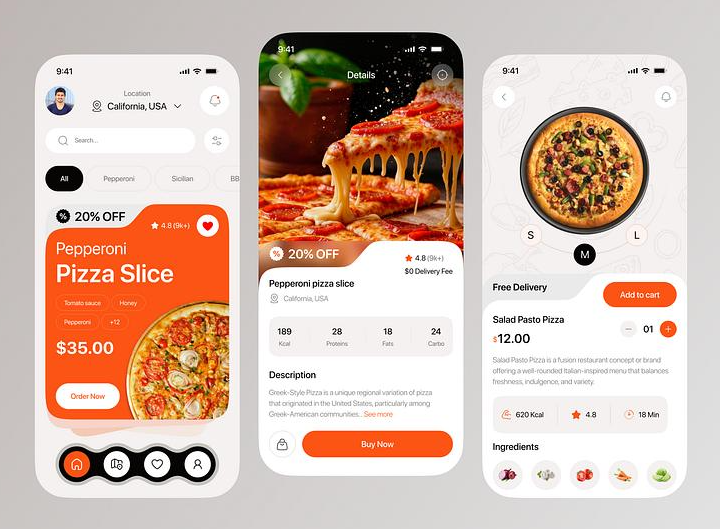 9:41
Location
California, USA
Search...
All
Pepperoni
Sicilian
BB
% 20% OFF
4.8 (9k+)
Pepperoni
Pizza Slice
Tomato sauce
Honey
Pepperoni
+12
$35.00
Order Now
9:41
Details
% 20% OFF
4.8 (9k+)
$0 Delivery Fee
Pepperoni pizza slice
California, USA
189
28
18
24
Kcal
Proteins
Fats
Carbo
Description
Greek-Style Pizza is a unique regional variation of pizza
that originated in the United States, particularly among
Greek-American communities... See more
Buy Now
9:41
S
M
L
Free Delivery
Add to cart
Salad Pasto Pizza
$12.00
01
Salad Pasto Pizza is a fusion restaurant concept or brand
offering a well-rounded Italian-inspired menu that balances
freshness, indulgence, and variety.
620 Kcal
4.8
18 Min
Ingredients